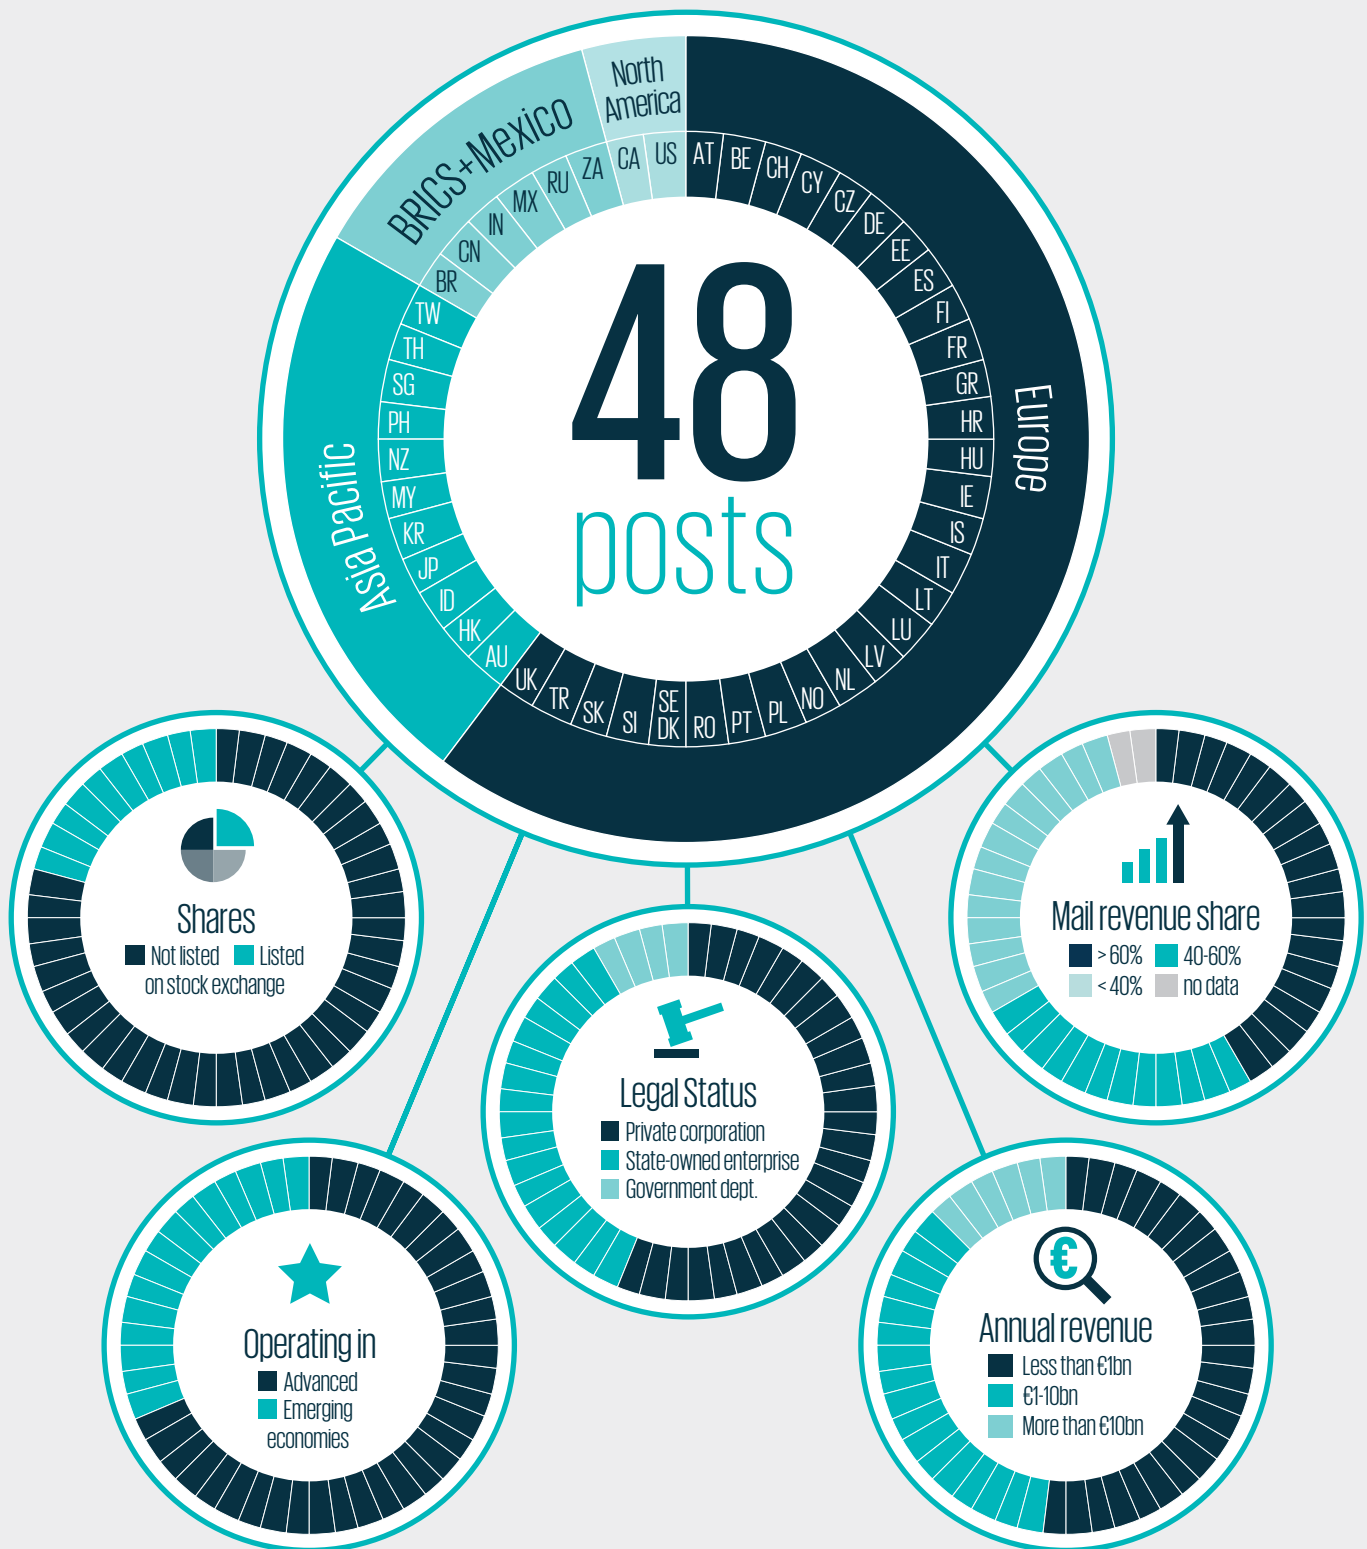 North
America
BRICS+Mexico
Europe
Asia Pacific
AT
BE
CH
CY
CZ
DE
EE
ES
FI
FR
GR
HR
HU
IE
IS
IT
LT
LU
LV
NL
NO
PL
PT
RO
SE
DK
SI
SK
TR
UK
AU
HK
ID
JP
KR
MY
NZ
PH
SG
TH
TW
BR
CN
IN
MX
RU
ZA
CA
US
48
posts
Shares
Not listed Listed
on stock exchange
Mail revenue share
> 60% 40-60%
< 40% no data
Legal Status
Private corporation
State-owned enterprise
Government dept.
Operating in
Advanced
Emerging
economies
€
Annual revenue
Less than €1bn
€1-10bn
More than €10bn